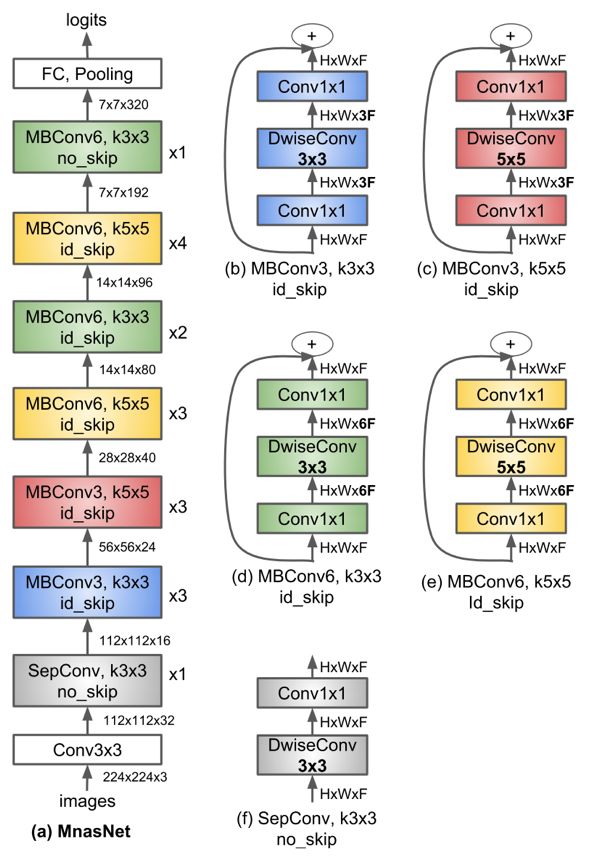 logits
FC, Pooling
7x7x320
MBConv6, k3x3
no_skip
x1
7x7x192
MBConv6, k5x5
id_skip
x4
14x14x96
MBConv6, k3x3
id_skip
x2
14x14x80
MBConv6, k5x5
id_skip
x3
28x28x40
MBConv3, k5x5
id_skip
x3
56x56x24
MBConv3, k3x3
id_skip
x3
112x112x16
SepConv, k3x3
no_skip
x1
112x112x32
Conv3x3
224x224x3
images
(a) MnasNet
+
HxWxF
Conv1x1
HxWx3F
DwiseConv
3x3
HxWx3F
Conv1x1
HxWxF
(b) MBConv3, k3x3
id_skip
+
HxWxF
Conv1x1
HxWx3F
DwiseConv
5x5
HxWx3F
Conv1x1
HxWxF
(c) MBConv3, k5x5
id_skip
+
HxWxF
Conv1x1
HxWx6F
DwiseConv
3x3
HxWx6F
Conv1x1
HxWxF
(d) MBConv6, k3x3
id_skip
+
HxWxF
Conv1x1
HxWx6F
DwiseConv
5x5
HxWx6F
Conv1x1
HxWxF
(e) MBConv6, k5x5
Id_skip
HxWxF
Conv1x1
HxWxF
DwiseConv
3x3
HxWxF
(f) SepConv, k3x3
no_skip